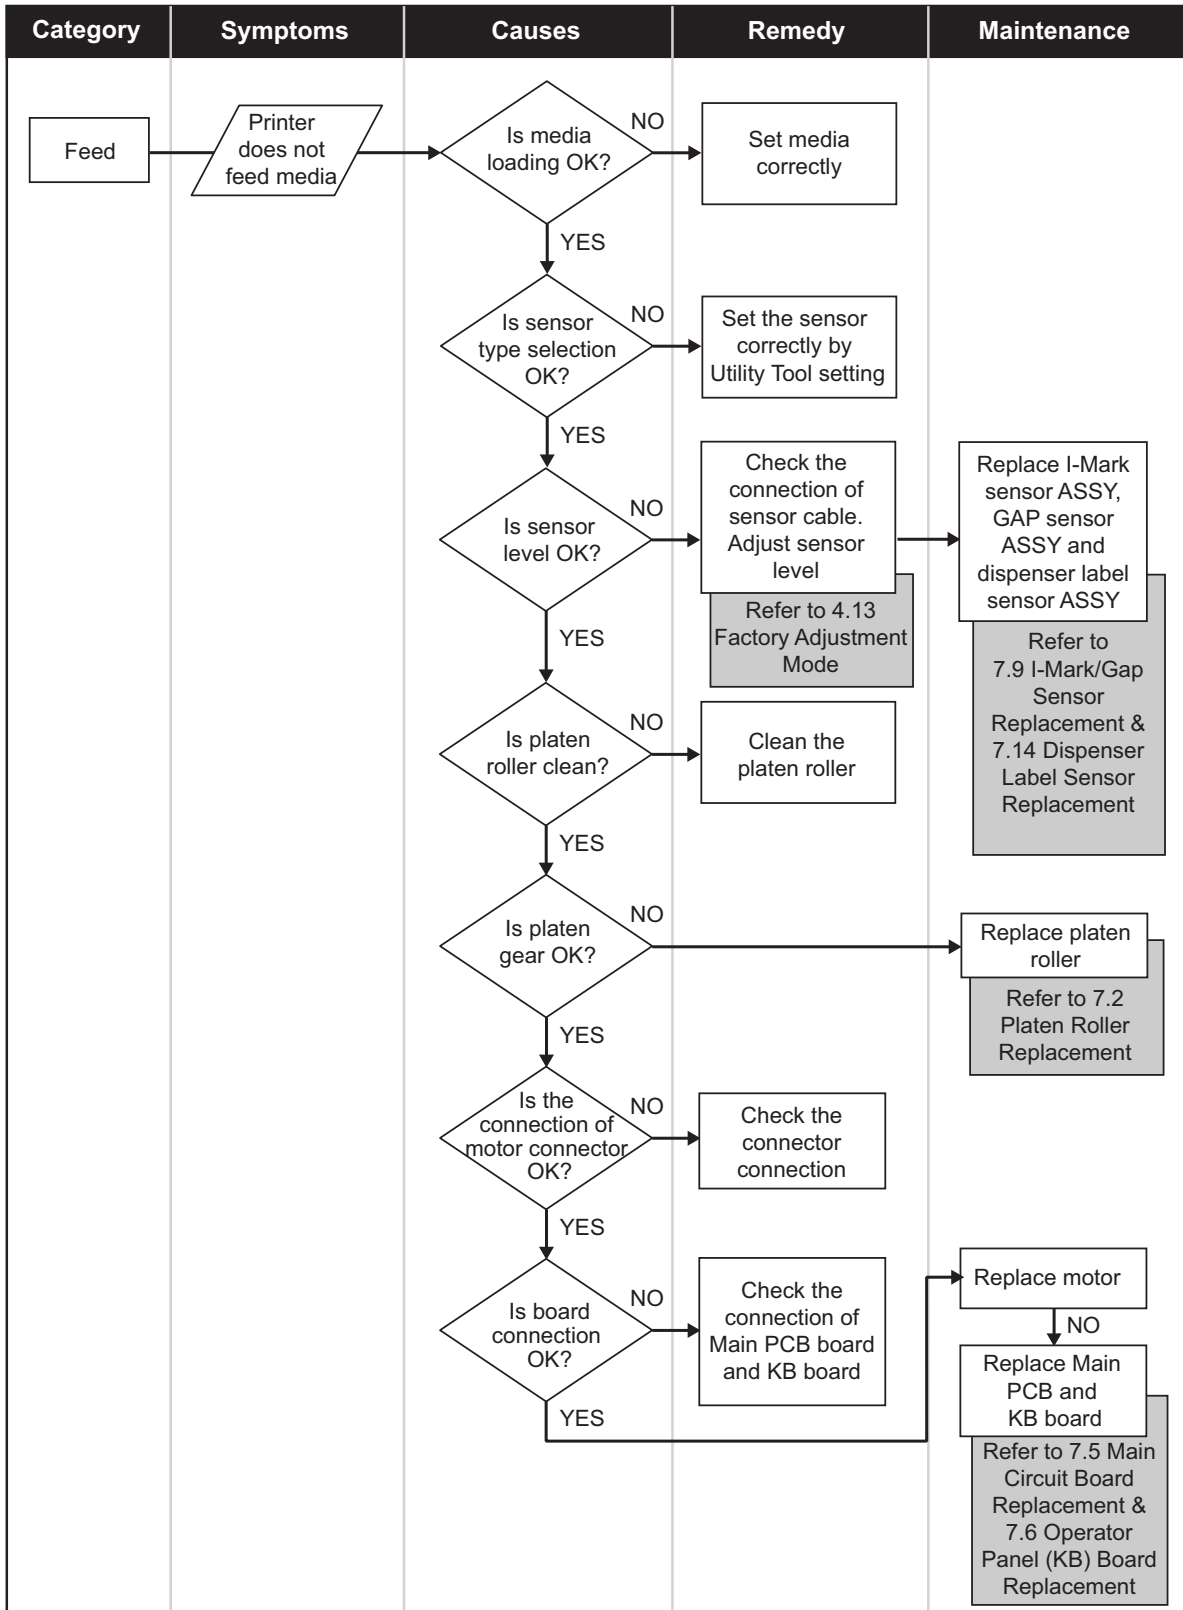 Category
Symptoms
Causes
Remedy
Maintenance
Feed
Printer
does not
feed media
Is media
loading OK?
NO
Set media
correctly
YES
Is sensor
type selection
OK?
NO
Set the sensor
correctly by
Utility Tool setting
YES
Is sensor
level OK?
NO
Check the
connection of
sensor cable.
Adjust sensor
level
Refer to 4.13
Factory Adjustment
Mode
Replace I-Mark
sensor ASSY,
GAP sensor
ASSY and
dispenser label
sensor ASSY
Refer to
7.9 I-Mark/Gap
Sensor
Replacement &
7.14 Dispenser
Label Sensor
Replacement
YES
Is platen
roller clean?
NO
Clean the
platen roller
YES
Is platen
gear OK?
NO
Replace platen
roller
Refer to 7.2
Platen Roller
Replacement
YES
Is the
connection of
motor connector
OK?
NO
Check the
connector
connection
YES
Is board
connection
OK?
NO
Check the
connection of
Main PCB board
and KB board
YES
Replace motor
NO
Replace Main
PCB and
KB board
Refer to 7.5 Main
Circuit Board
Replacement &
7.6 Operator
Panel (KB) Board
Replacement